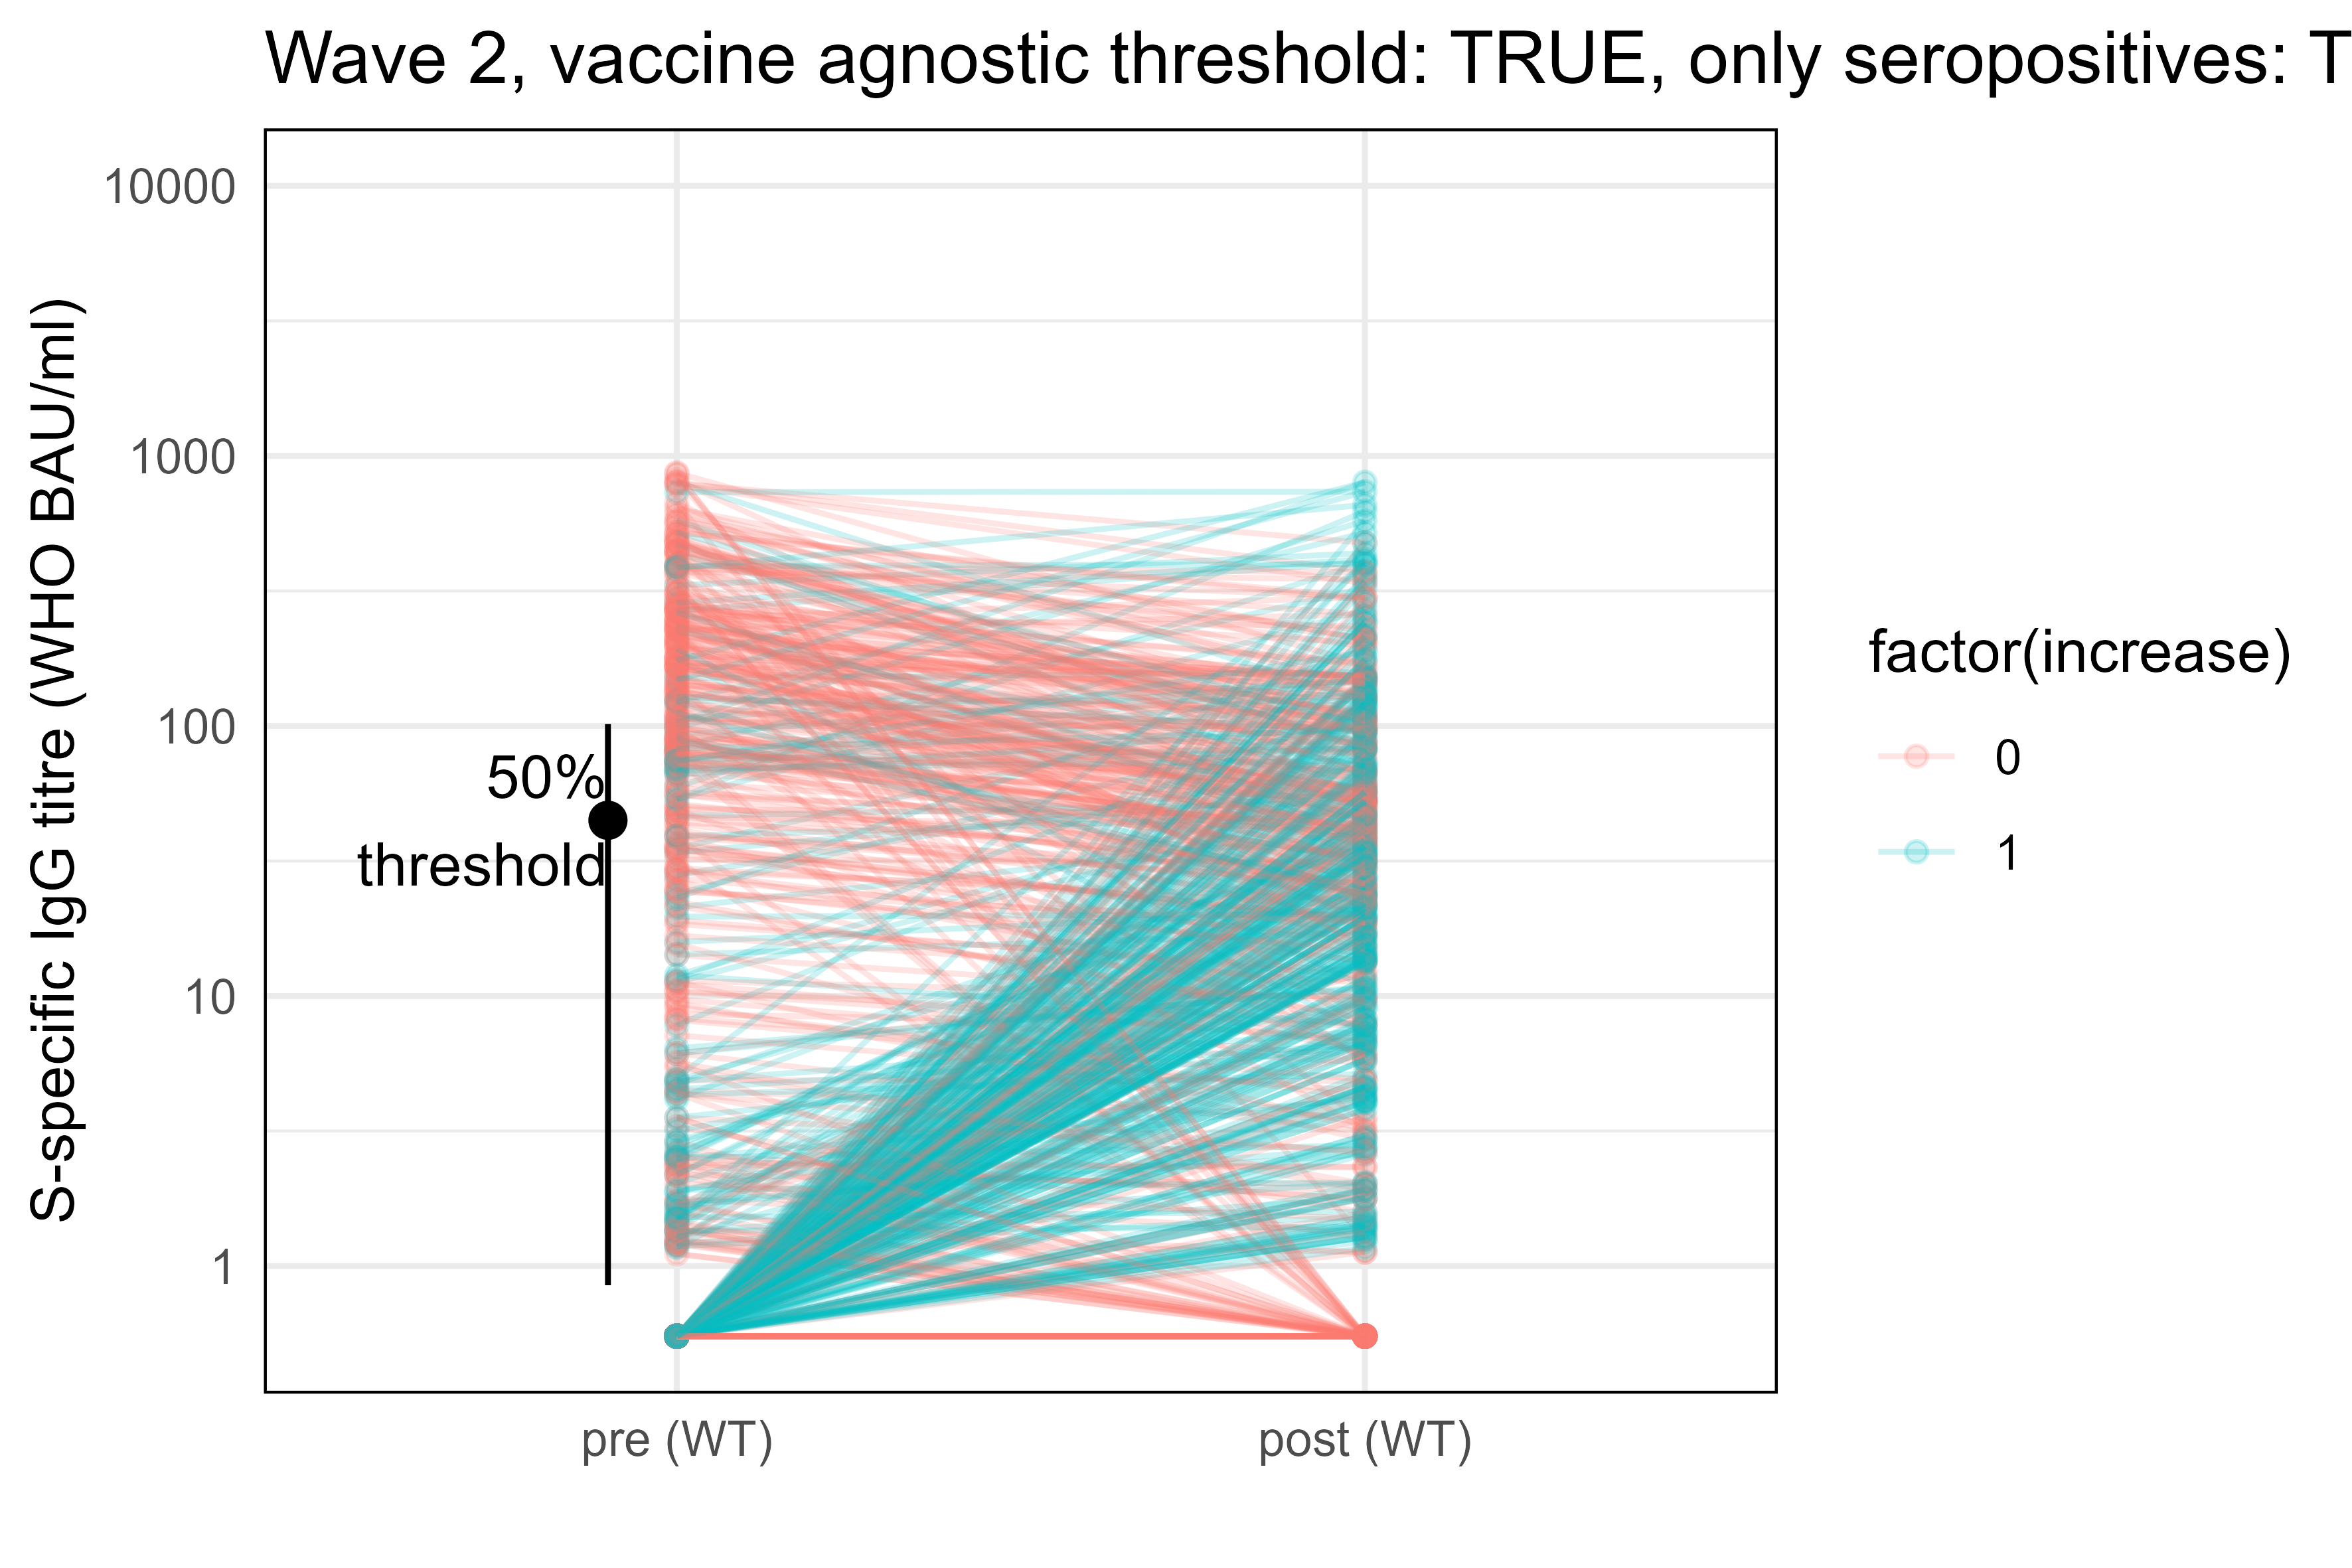 Wave 2, vaccine agnostic threshold: TRUE, only seropositives: T
S-specific IgG titre (WHO BAU/ml)
10000
1000
100
10
1
50%
threshold
pre (WT)
post (WT)
factor(increase)
0
1